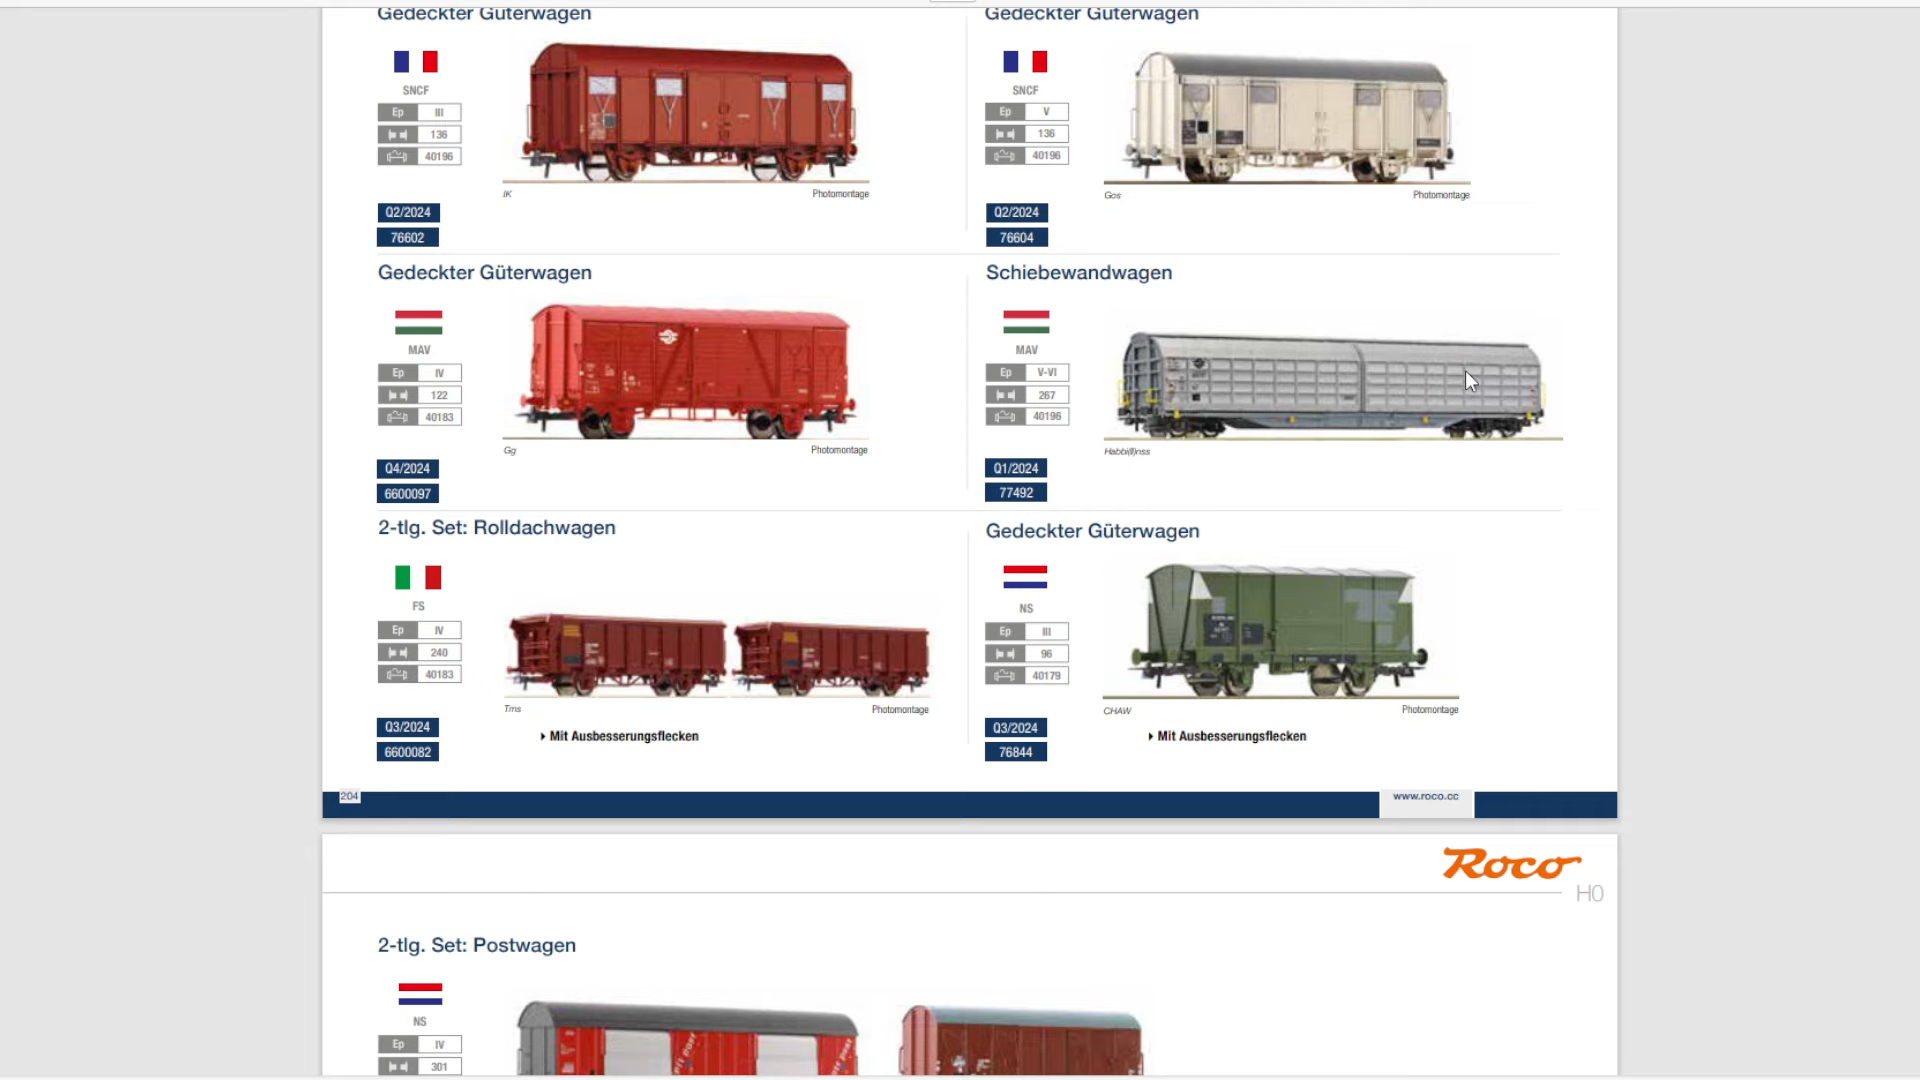 Gedeckter Güterwagen
SNCF
Ep III
136
40196
IK
Photomontage
Q2/2024
76602
Gedeckter Güterwagen
SNCF
Ep V
136
40196
Gos
Photomontage
Q2/2024
76604
Gedeckter Güterwagen
MAV
Ep IV
122
40183
Gg
Photomontage
Q4/2024
6600097
Schiebewandwagen
MAV
Ep V-VI
267
40196
Q1/2024
77492
2-tlg. Set: Rolldachwagen
FS
Ep IV
240
40183
Tms
Photomontage
Q3/2024
6600082
Mit Ausbesserungsflecken
Gedeckter Güterwagen
NS
Ep III
96
40179
CHAW
Photomontage
Q3/2024
76844
Mit Ausbesserungsflecken
204
www.roco.cc
Roco
H0
2-tlg. Set: Postwagen
NS
Ep IV
301